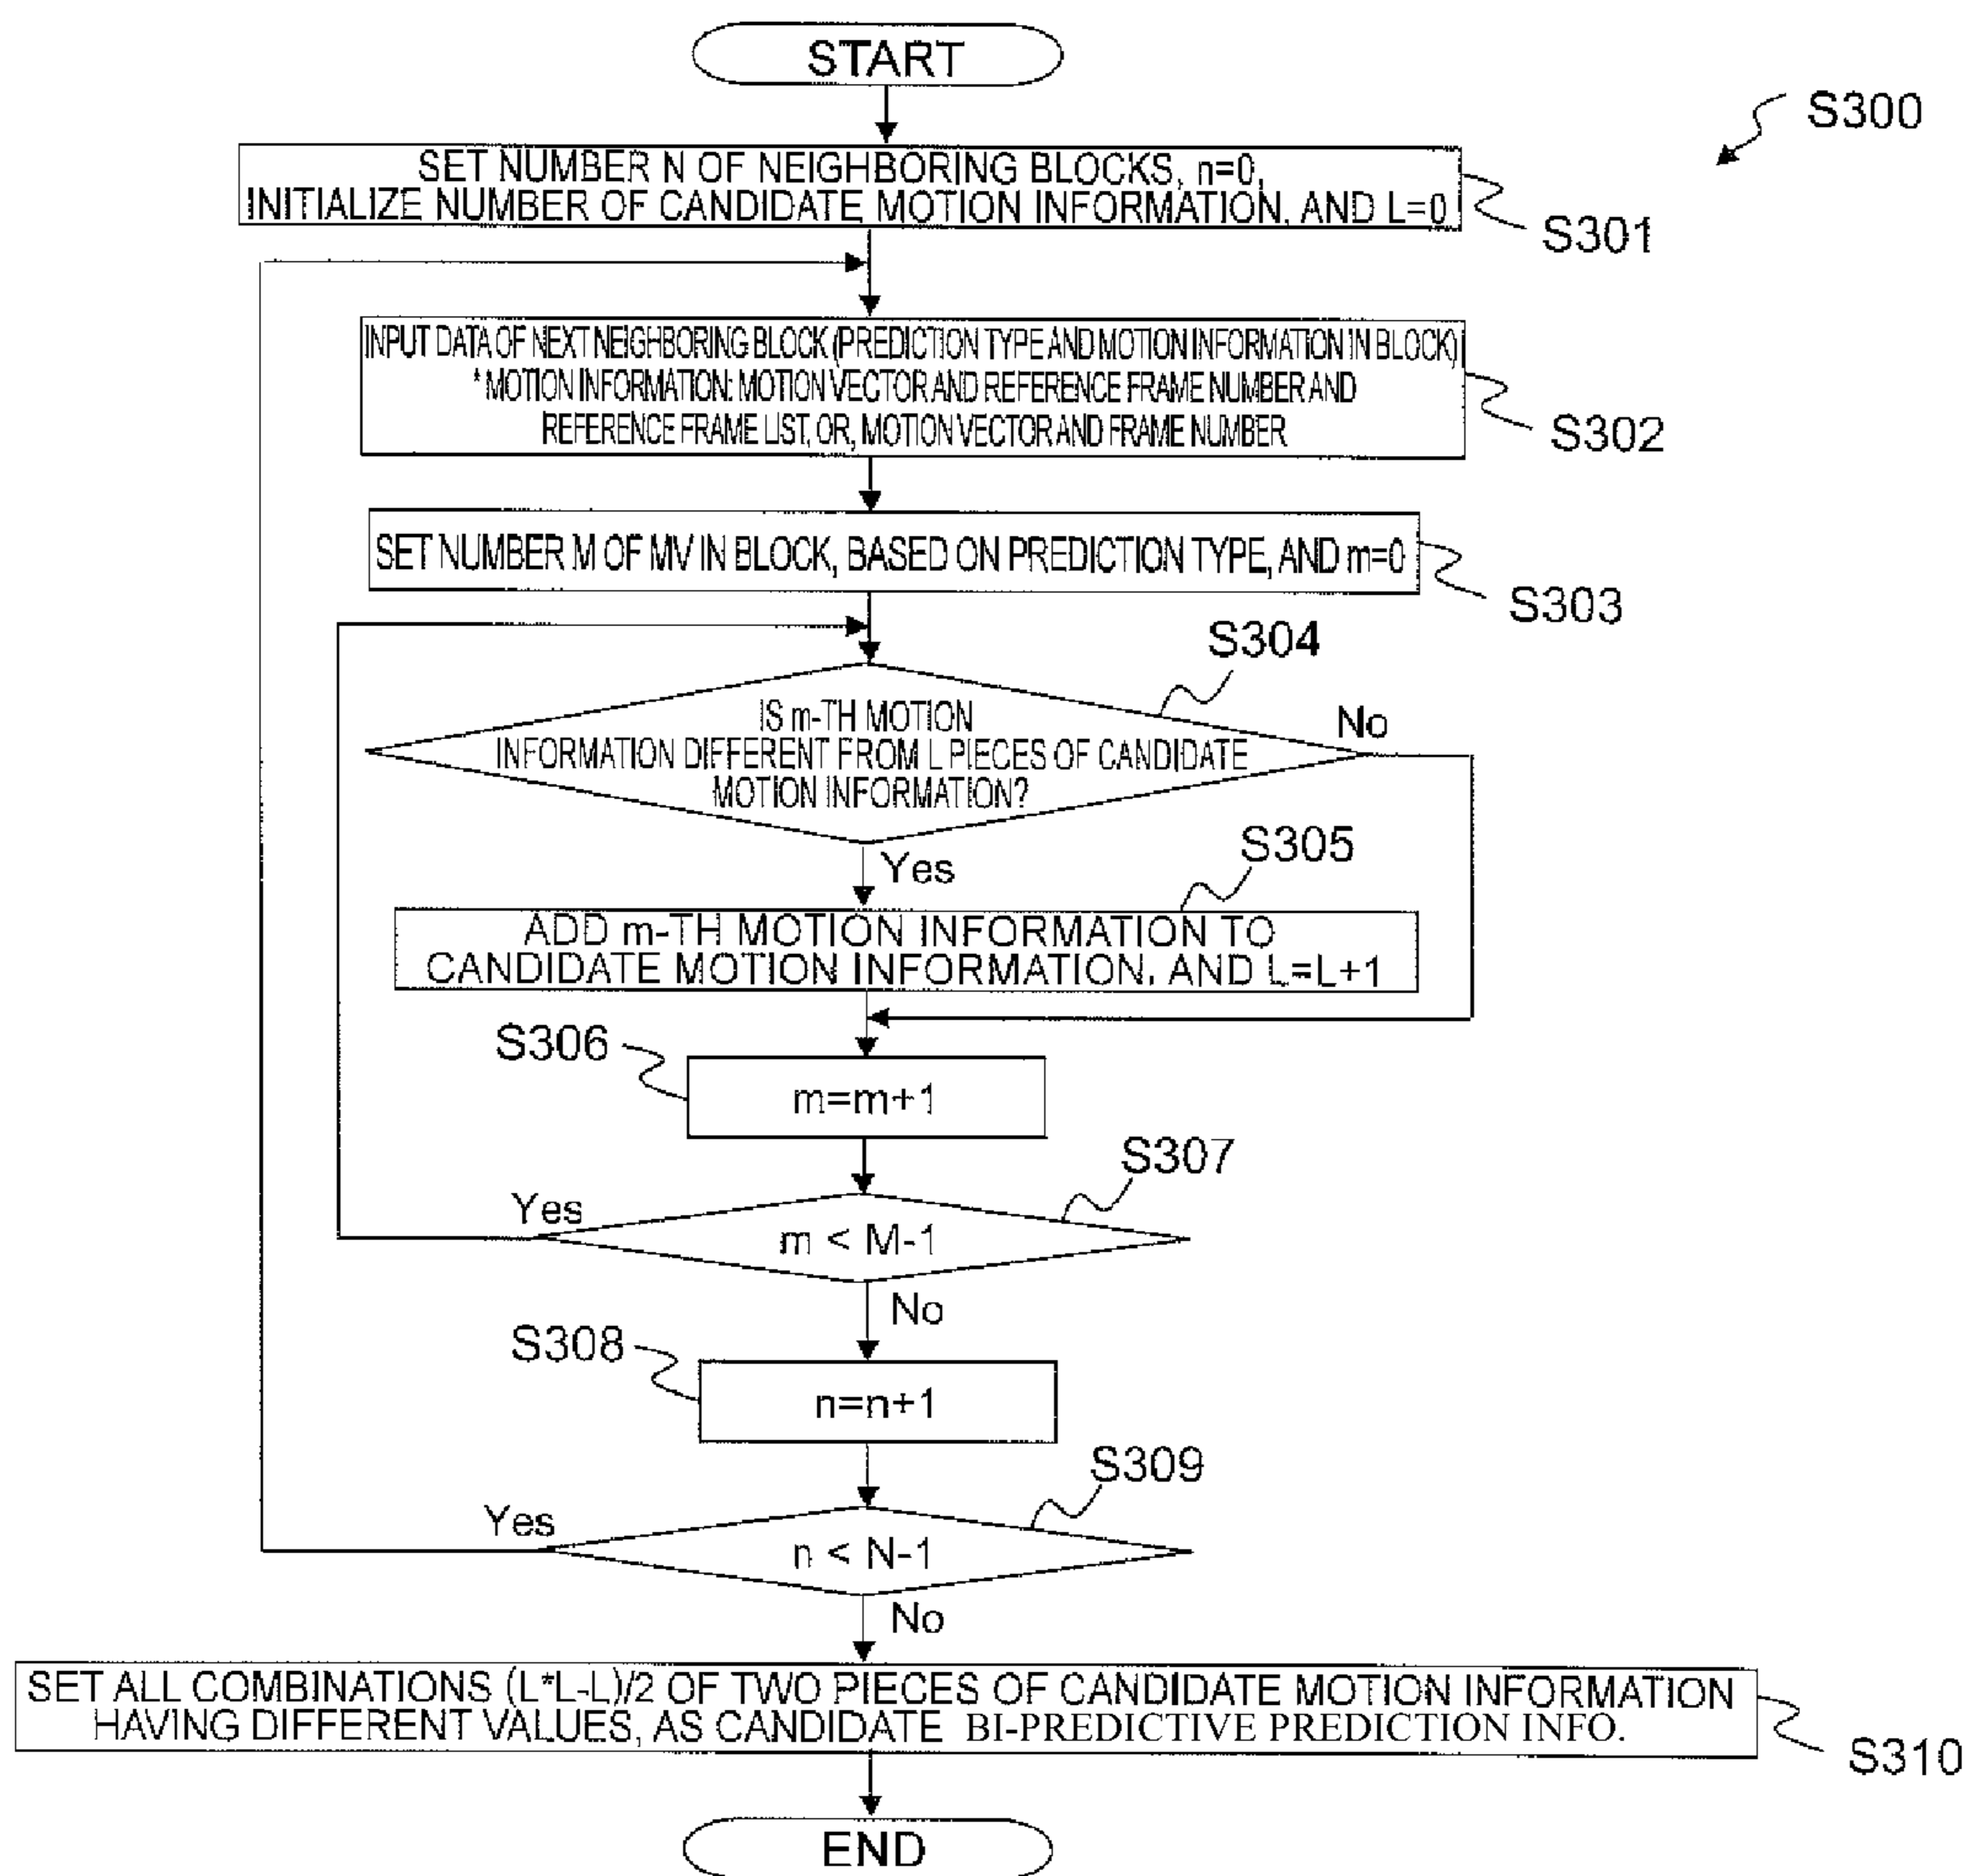 START
S300
SET NUMBER N OF NEIGHBORING BLOCKS, n=0,
INITIALIZE NUMBER OF CANDIDATE MOTION INFORMATION, AND L=0
S301
INPUT DATA OF NEXT NEIGHBORING BLOCK (PREDICTION TYPE AND MOTION INFORMATION IN BLOCK)
* MOTION INFORMATION: MOTION VECTOR AND REFERENCE FRAME NUMBER AND
REFERENCE FRAME LIST, OR, MOTION VECTOR AND FRAME NUMBER
S302
SET NUMBER M OF MV IN BLOCK, BASED ON PREDICTION TYPE, AND m=0
S303
S304
IS m-TH MOTION
INFORMATION DIFFERENT FROM L PIECES OF CANDIDATE
MOTION INFORMATION?
No
Yes
S305
ADD m-TH MOTION INFORMATION TO
CANDIDATE MOTION INFORMATION, AND L=L+1
S306
m=m+1
S307
Yes
m < M-1
No
S308
n=n+1
S309
Yes
n < N-1
No
SET ALL COMBINATIONS (L*L-L)/2 OF TWO PIECES OF CANDIDATE MOTION INFORMATION
HAVING DIFFERENT VALUES, AS CANDIDATE BI-PREDICTIVE PREDICTION INFO.
S310
END